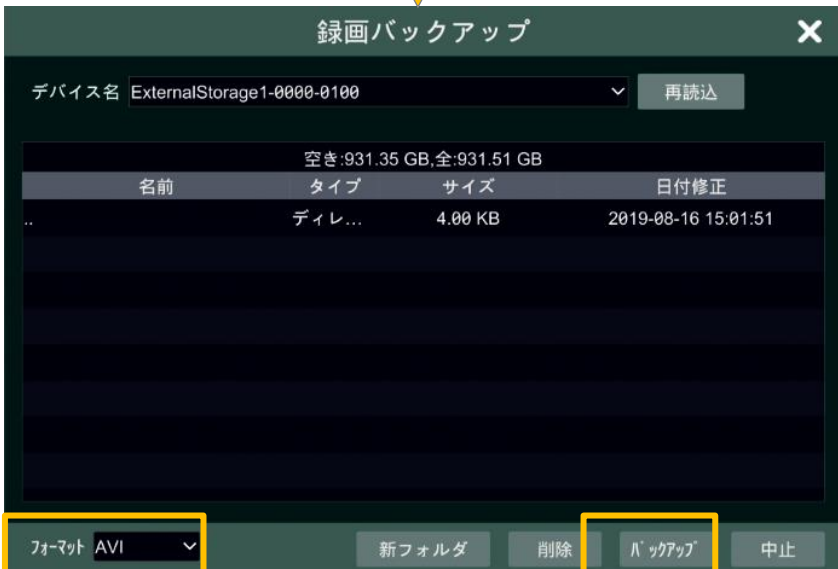 録画バックアップ
デバイス名 ExternalStorage1-0000-0100 再読込
空き:931.35 GB,全:931.51 GB
名前 タイプ サイズ 日付修正
.. ディレ... 4.00 KB 2019-08-16 15:01:51
フォーマット AVI 新フォルダ 削除 バックアップ 中止